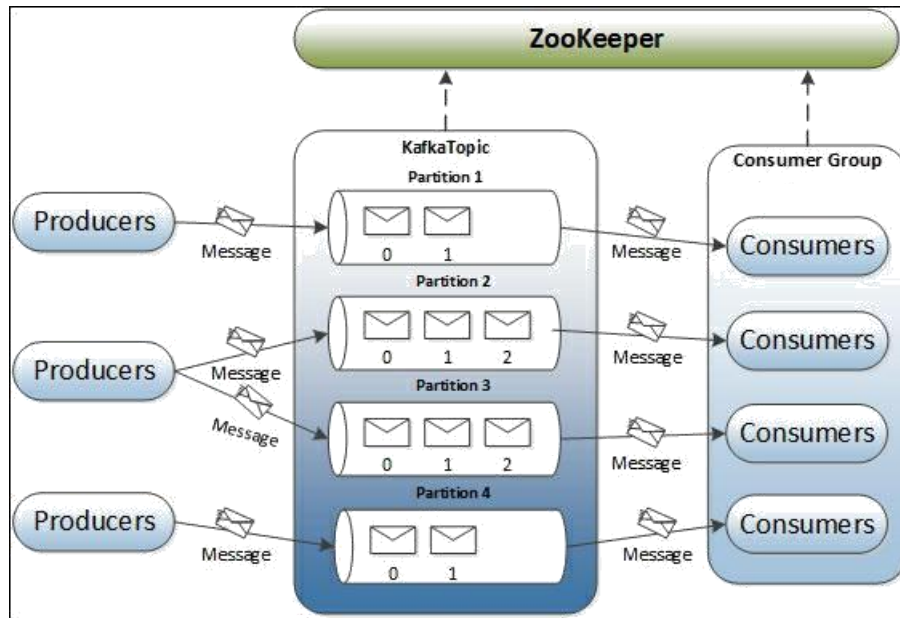 ZooKeeper
KafkaTopic
Consumer Group
Partition 1
Producers
Message
0 1
Message
Consumers
Partition 2
Producers
Message
Message
0 1 2
Message
Consumers
Partition 3
0 1 2
Message
Consumers
Partition 4
Producers
Message
0 1
Message
Consumers